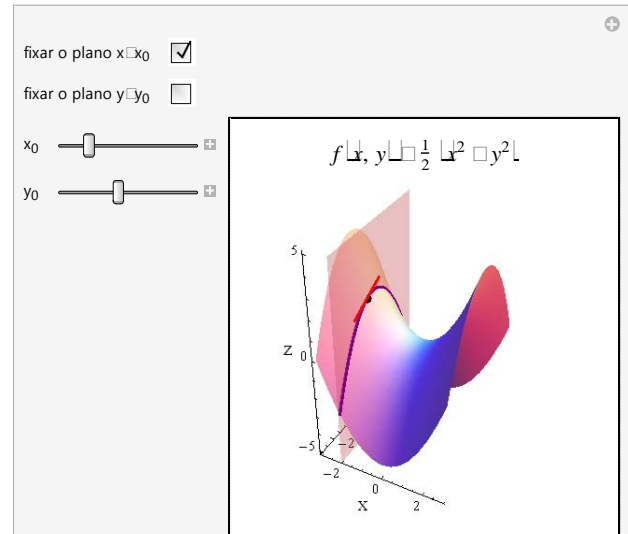 fixar o plano x□x₀
fixar o plano y□y₀
x₀
y₀
f x, y □ 1/2 x² □ y²
5
z 0
−5
−2
−2
0
2
x